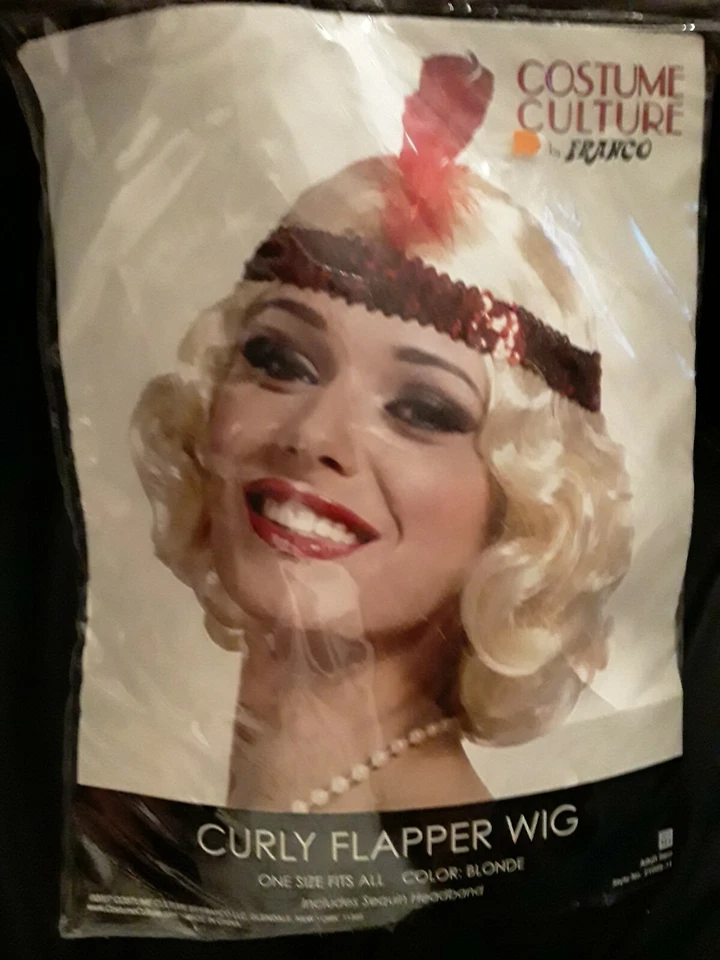 COSTUME
CULTURE
by FRANCO
CURLY FLAPPER WIG
ONE SIZE FITS ALL COLOR: BLONDE
Includes Sequin Headband